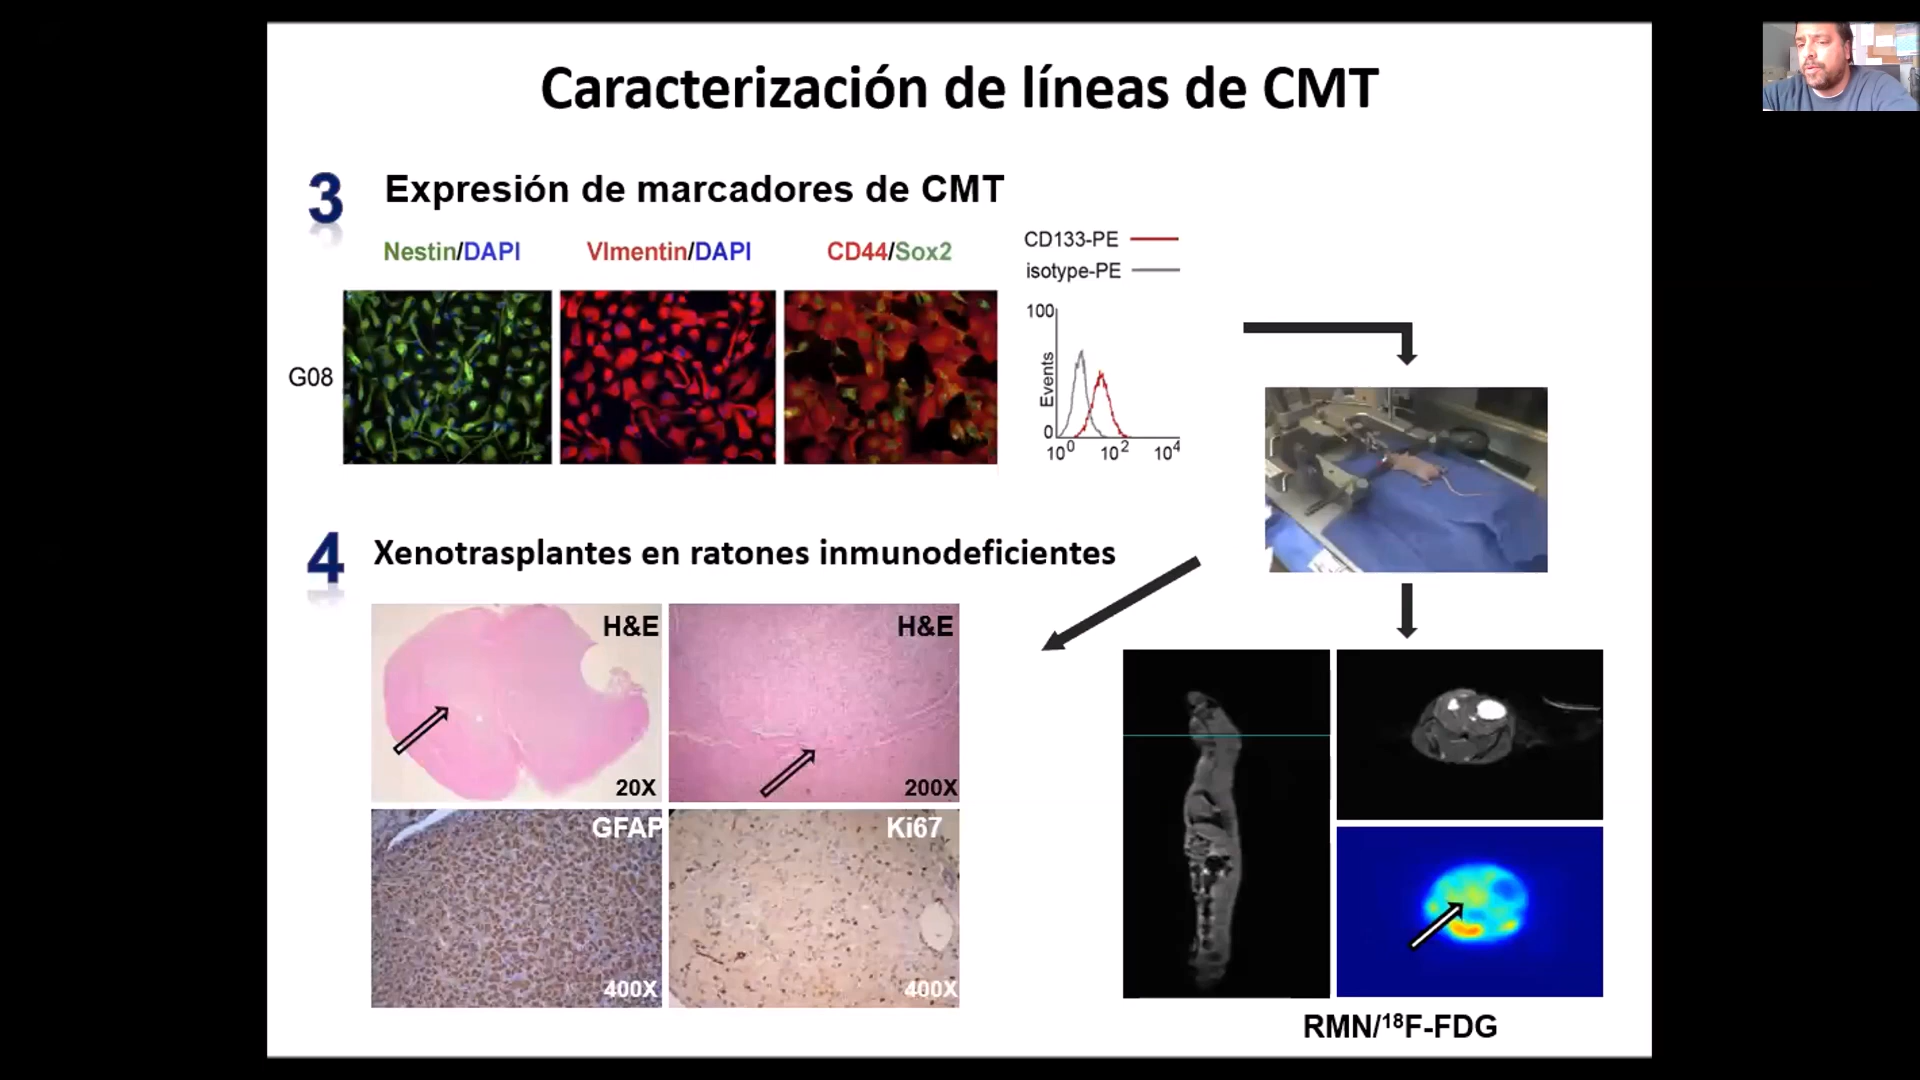 Caracterización de líneas de CMT
3 Expresión de marcadores de CMT
Nestin/DAPI
VImentin/DAPI
CD44/Sox2
CD133-PE
isotype-PE
G08
100
Events
0
10⁰ 10² 10⁴
4 Xenotrasplantes en ratones inmunodeficientes
H&E
20X
H&E
200X
GFAP
400X
Ki67
400X
RMN/¹⁸F-FDG